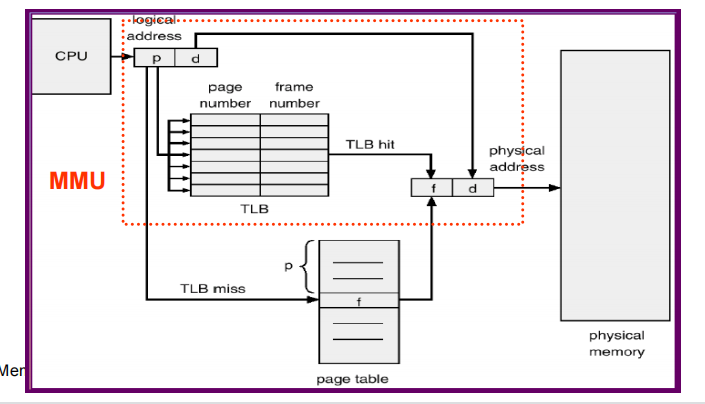 logical
address
CPU
p d
page
number
frame
number
TLB hit
physical
address
MMU
f d
TLB
p
TLB miss
f
physical
memory
page table